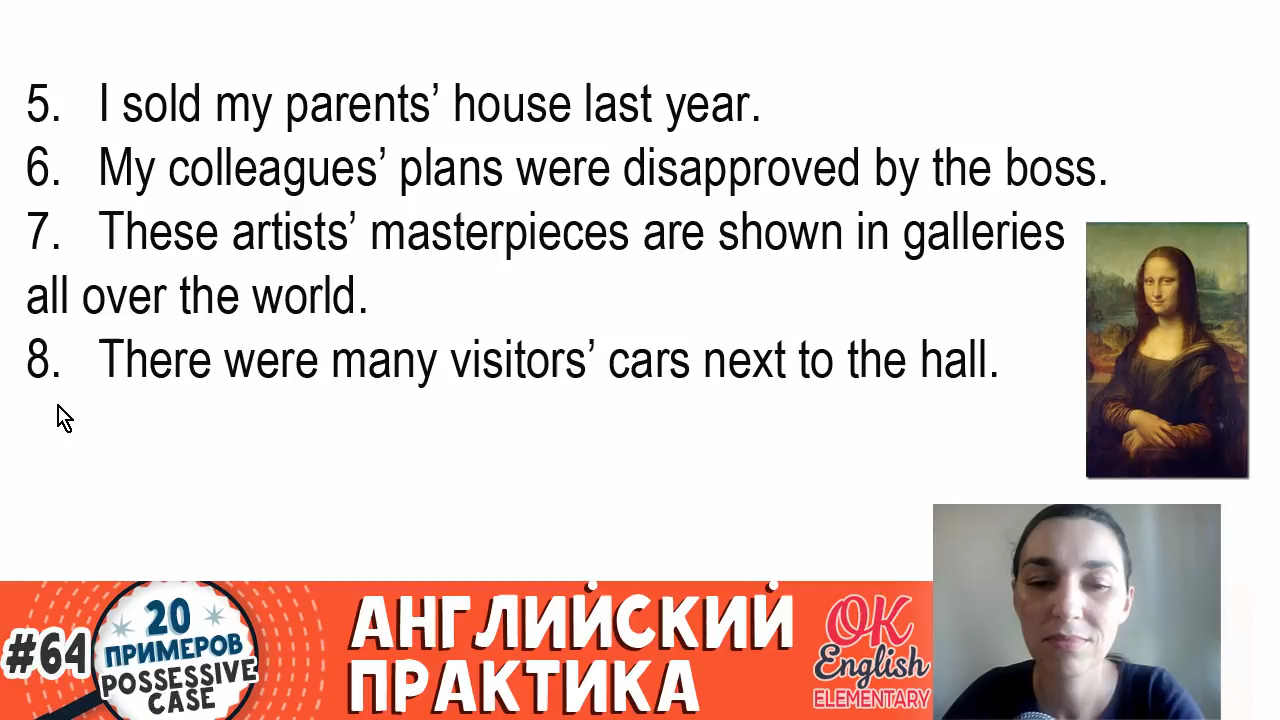 5. I sold my parents’ house last year.
6. My colleagues’ plans were disapproved by the boss.
7. These artists’ masterpieces are shown in galleries
all over the world.
8. There were many visitors’ cars next to the hall.
#64
20
ПРИМЕРОВ
POSSESSIVE
CASE
АНГЛИЙСКИЙ
ПРАКТИКА
OK
English
ELEMENTARY